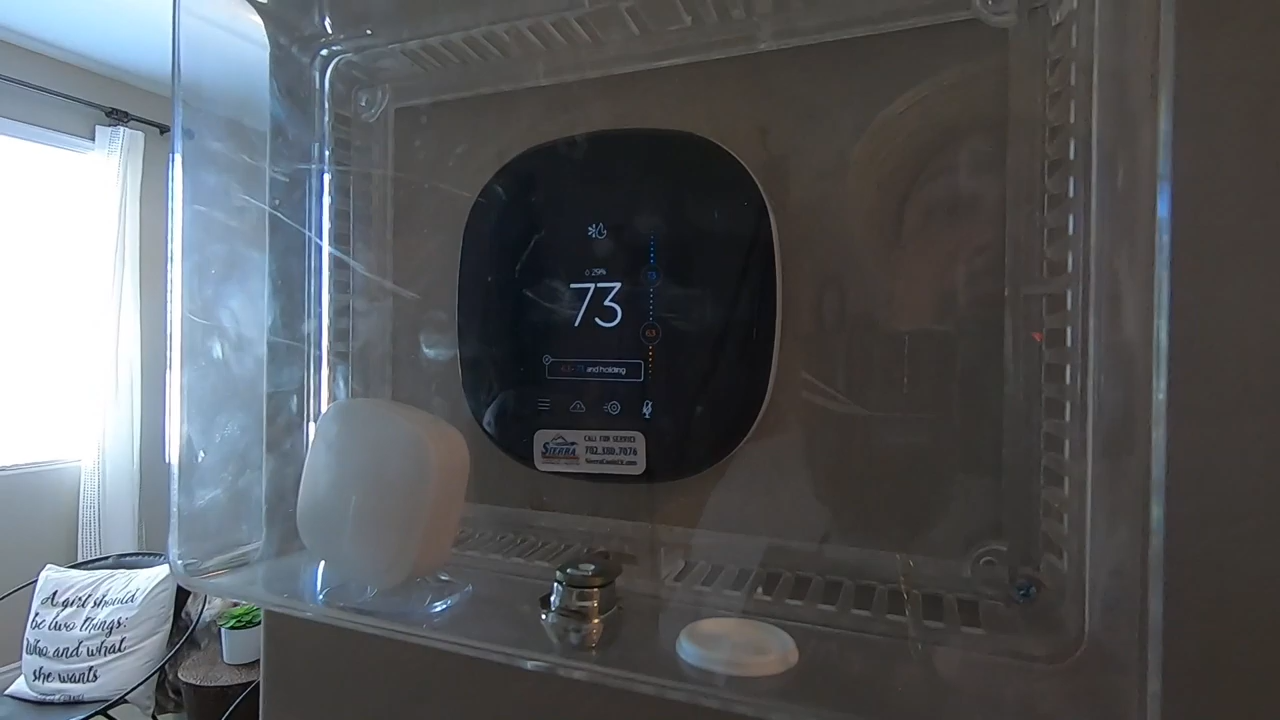 29%
73
73
63
63 - 73 and holding
SIERRA
CALL FOR SERVICE
702.380.7076
A girl should
be two things:
Who and what
she wants